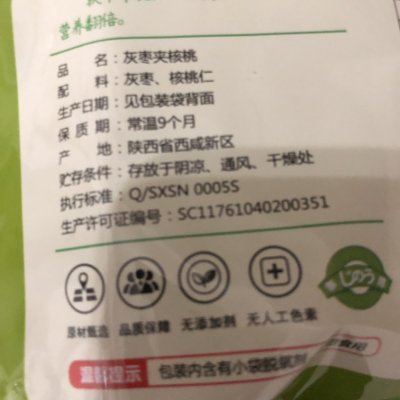 营养翻倍。
品 名：灰枣夹核桃
配 料：灰枣、核桃仁
生产日期：见包装袋背面
保 质 期：常温9个月
产 地：陕西省西咸新区
贮存条件：存放于阴凉、通风、干燥处
执行标准：Q/SXSN 0005S
生产许可证编号：SC11761040200351
原材甄选 品质保障 无添加剂 无人工色素
じのう
温馨提示 包装内含有小袋脱氧剂